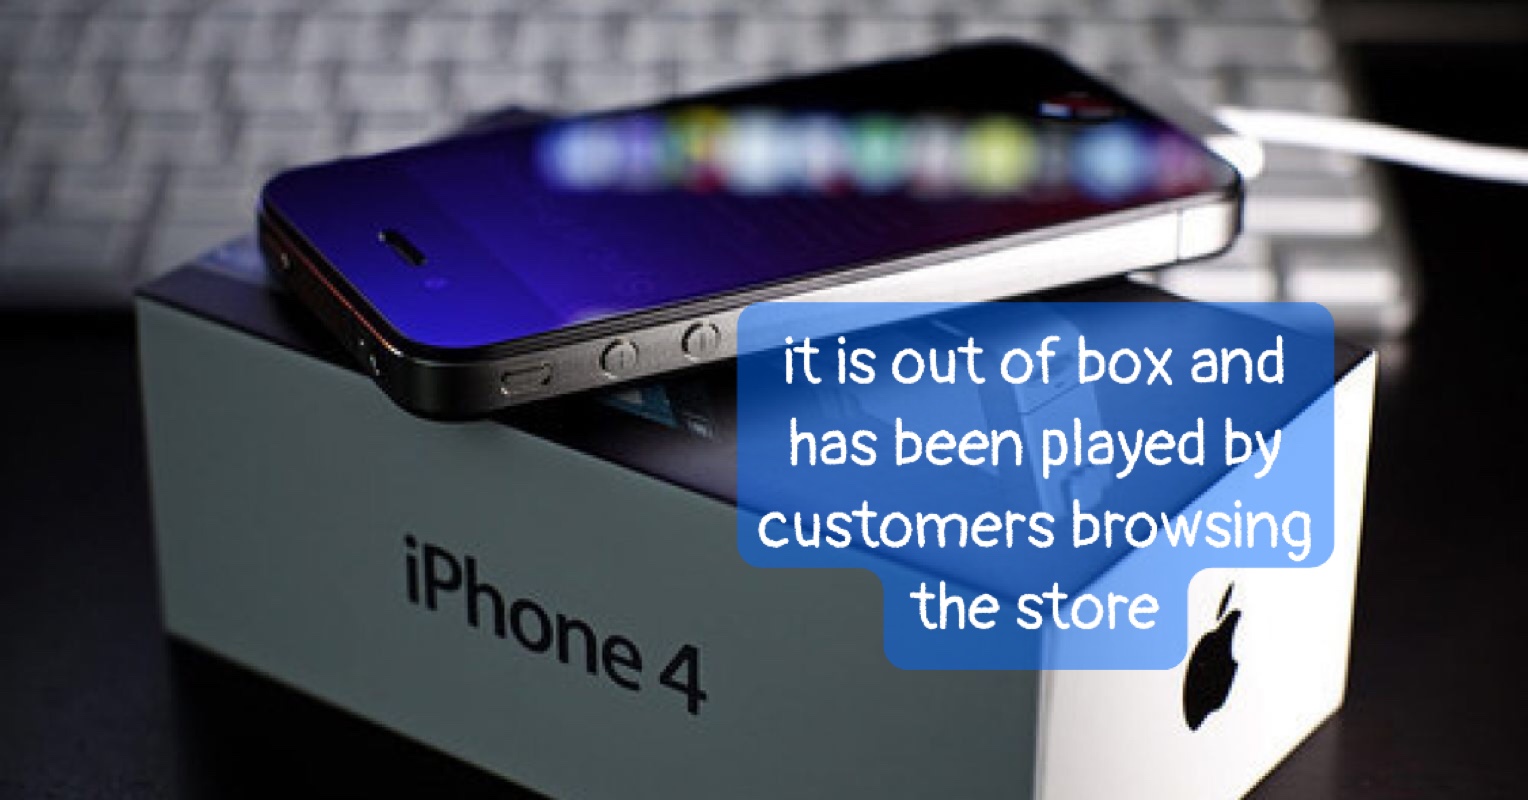 it is out of box and
has been played by
customers browsing
the store
iPhone 4